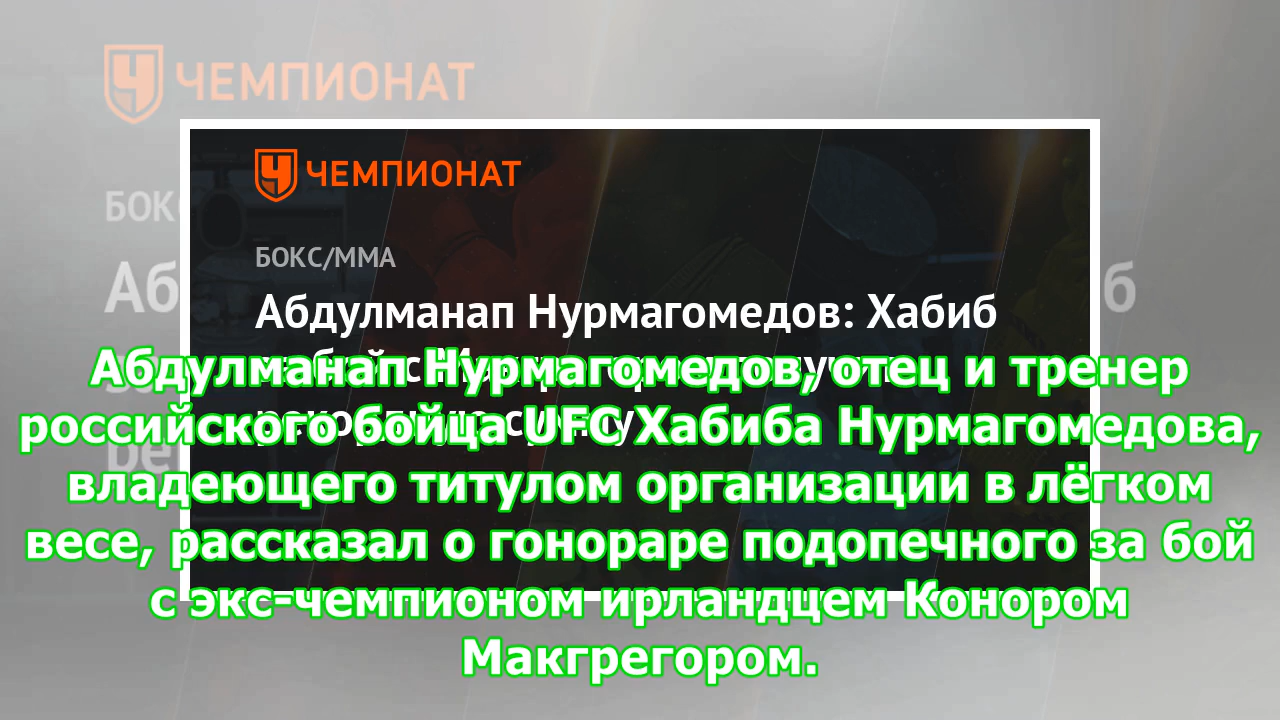 ЧЕМПИОНАТ
ЧЕМПИОНАТ
БОКС/ММА
Абдулманап Нурмагомедов: Хабиб
Абдулманап Нурмагомедов, отец и тренер
российского бойца UFC Хабиба Нурмагомедова,
владеющего титулом организации в лёгком
весе, рассказал о гонораре подопечного за бой
с экс-чемпионом ирландцем Конором
Макгрегором.